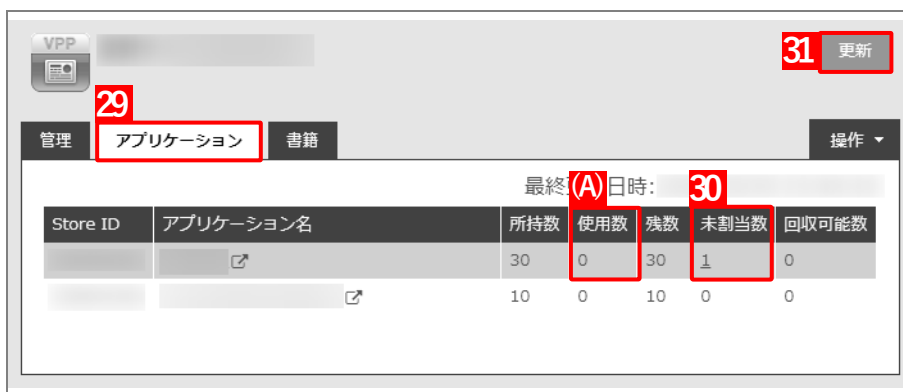 VPP
31 更新
29
管理 アプリケーション 書籍 操作
最終 (A) 日時: 30
Store ID アプリケーション名 所持数 使用数 残数 未割当数 回収可能数
30 0 30 1 0
10 0 10 0 0